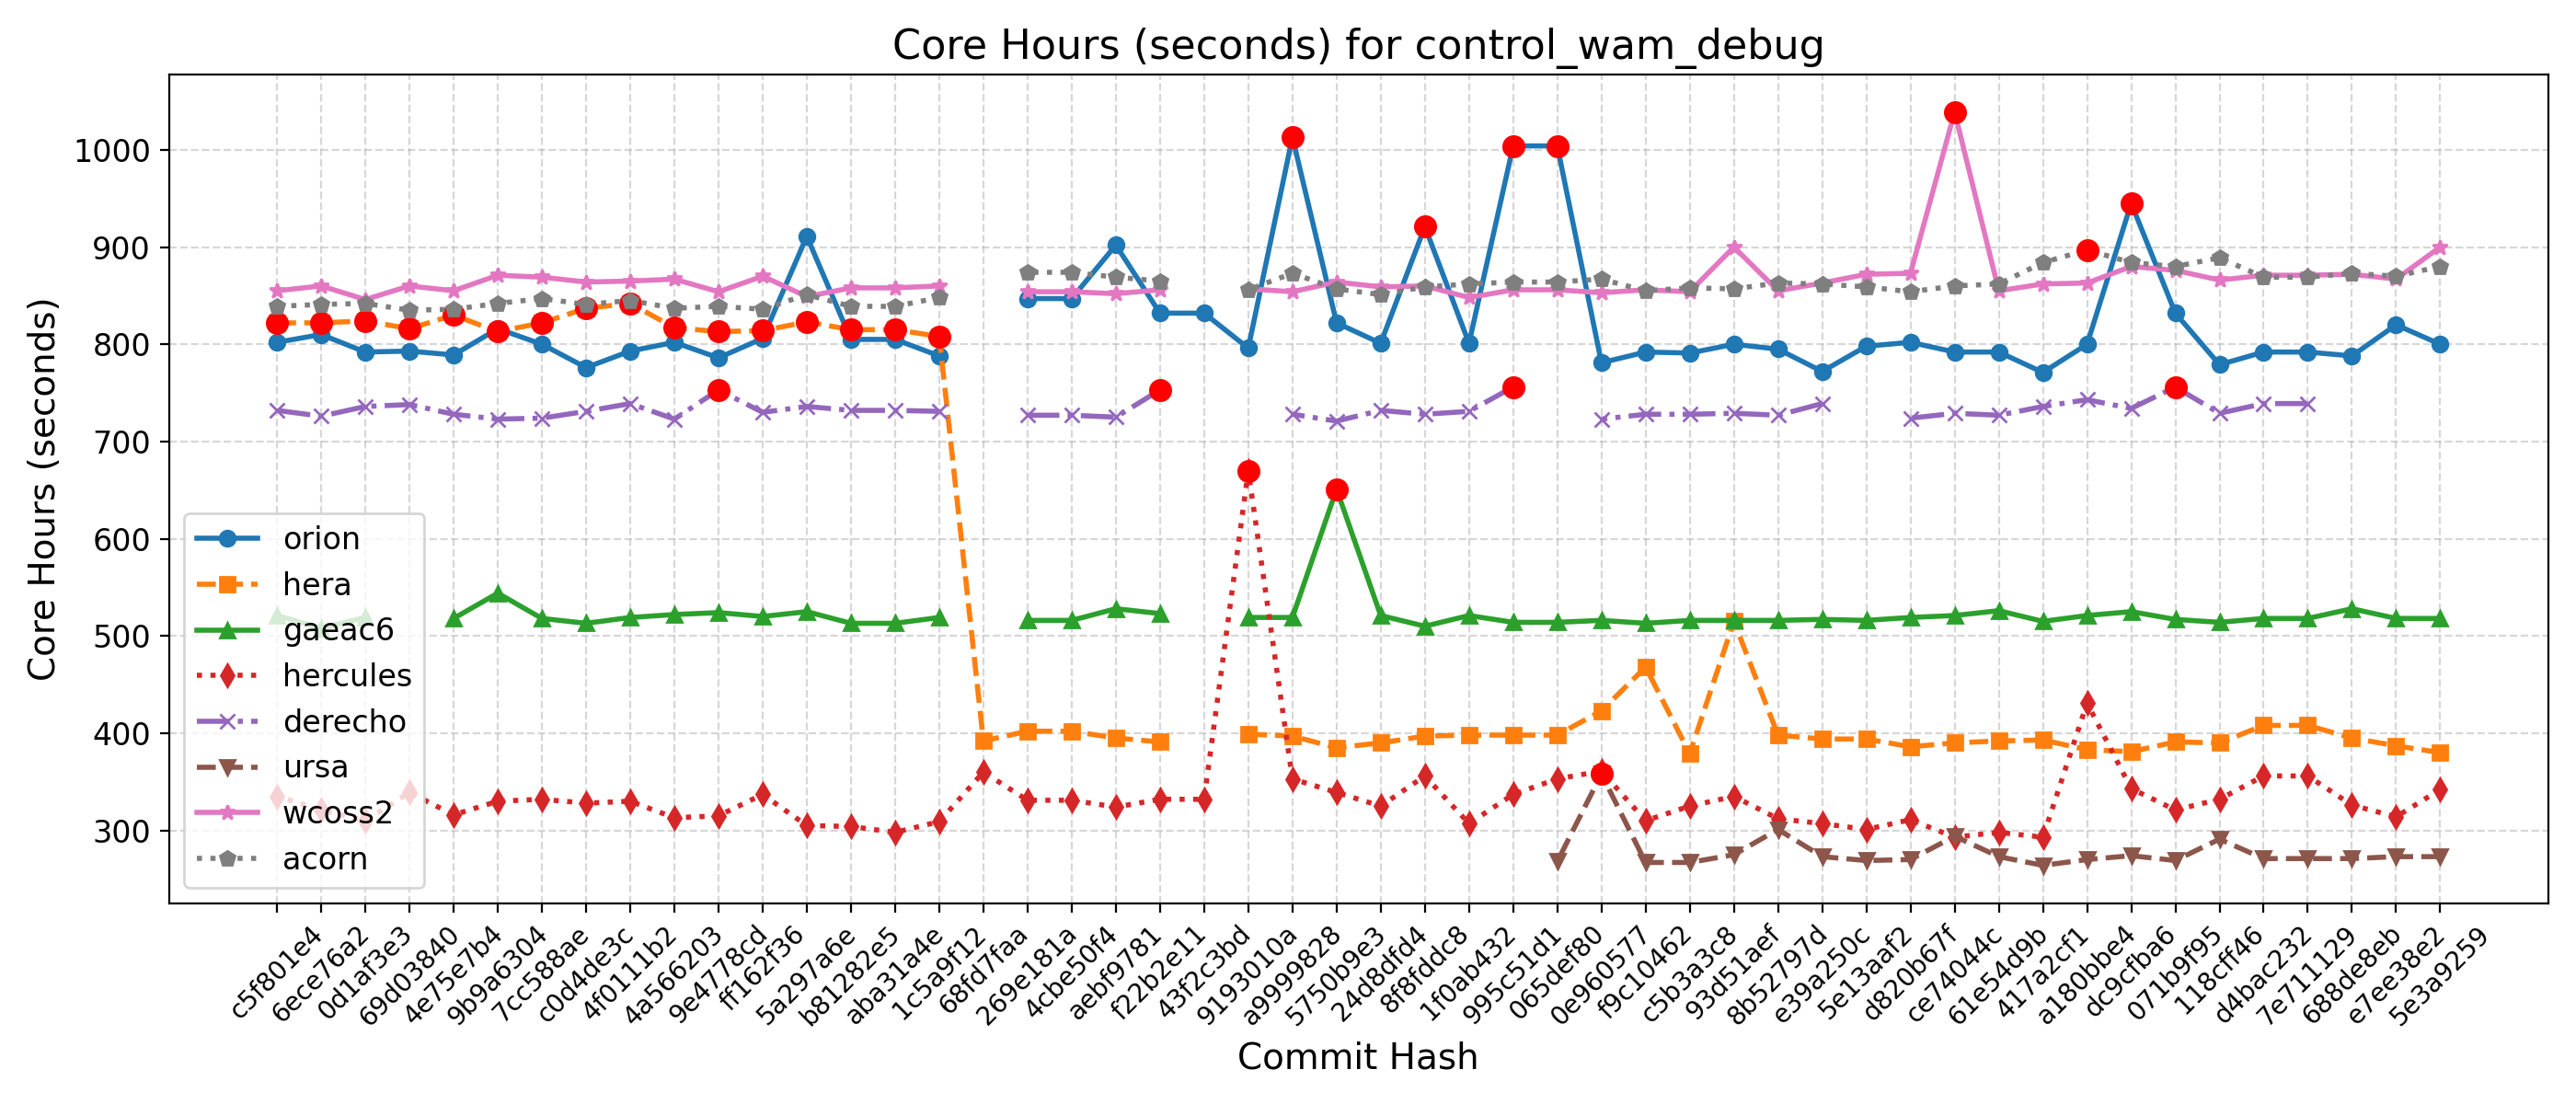 Core Hours (seconds) for control_wam_debug
Core Hours (seconds)
1000
900
800
700
600
500
400
300
orion
hera
gaeac6
hercules
derecho
ursa
wcoss2
acorn
c5f801e4
6ece76a2
0d1af3e3
69d03840
4e75e7b4
9b9a6304
7cc588ae
c0d4de3c
4f0111b2
4a566203
9e4778cd
ff162f36
5a297a6e
b81282e5
aba31a4e
1c5a9f12
68fd7faa
269e181a
4cbe50f4
aebf9781
f22b2e11
43f2c3bd
9193010a
a9999828
5750b9e3
24d8dfd4
8f8fddc8
1f0ab432
995c51d1
065def80
0e960577
f9c10462
c5b3a3c8
93d51aef
8b52797d
e39a250c
5e13aaf2
d820b67f
ce74044c
61e54d9b
417a2cf1
a180bbe4
dc9cfba6
071b9f95
118cff46
d4bac232
7e711129
688de8eb
e7ee38e2
5e3a9259
Commit Hash